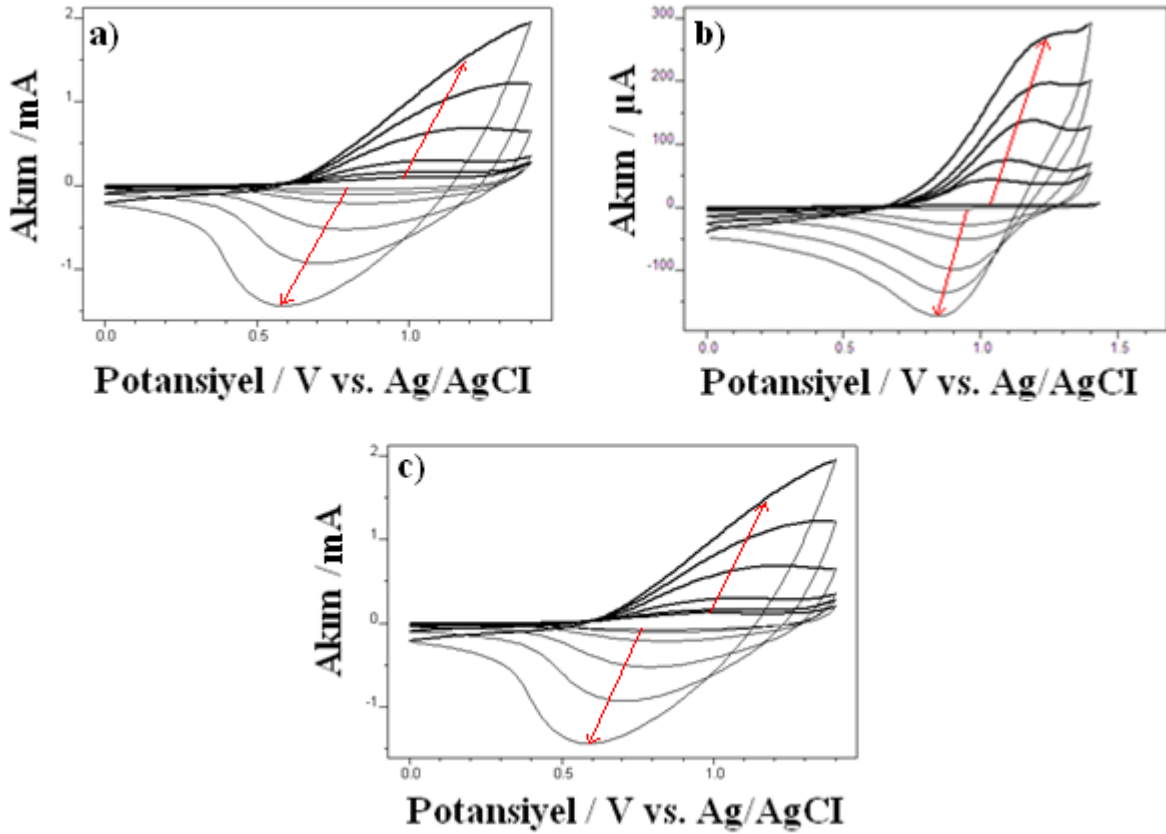 a)
Akım /mA
2
1
0
-1
0.0 0.5 1.0
Potansiyel / V vs. Ag/AgCI
b)
Akım / µA
300
200
100
0
-100
0.0 0.5 1.0 1.5
Potansiyel / V vs. Ag/AgCI
c)
Akım /mA
2
1
0
-1
0.0 0.5 1.0
Potansiyel / V vs. Ag/AgCI